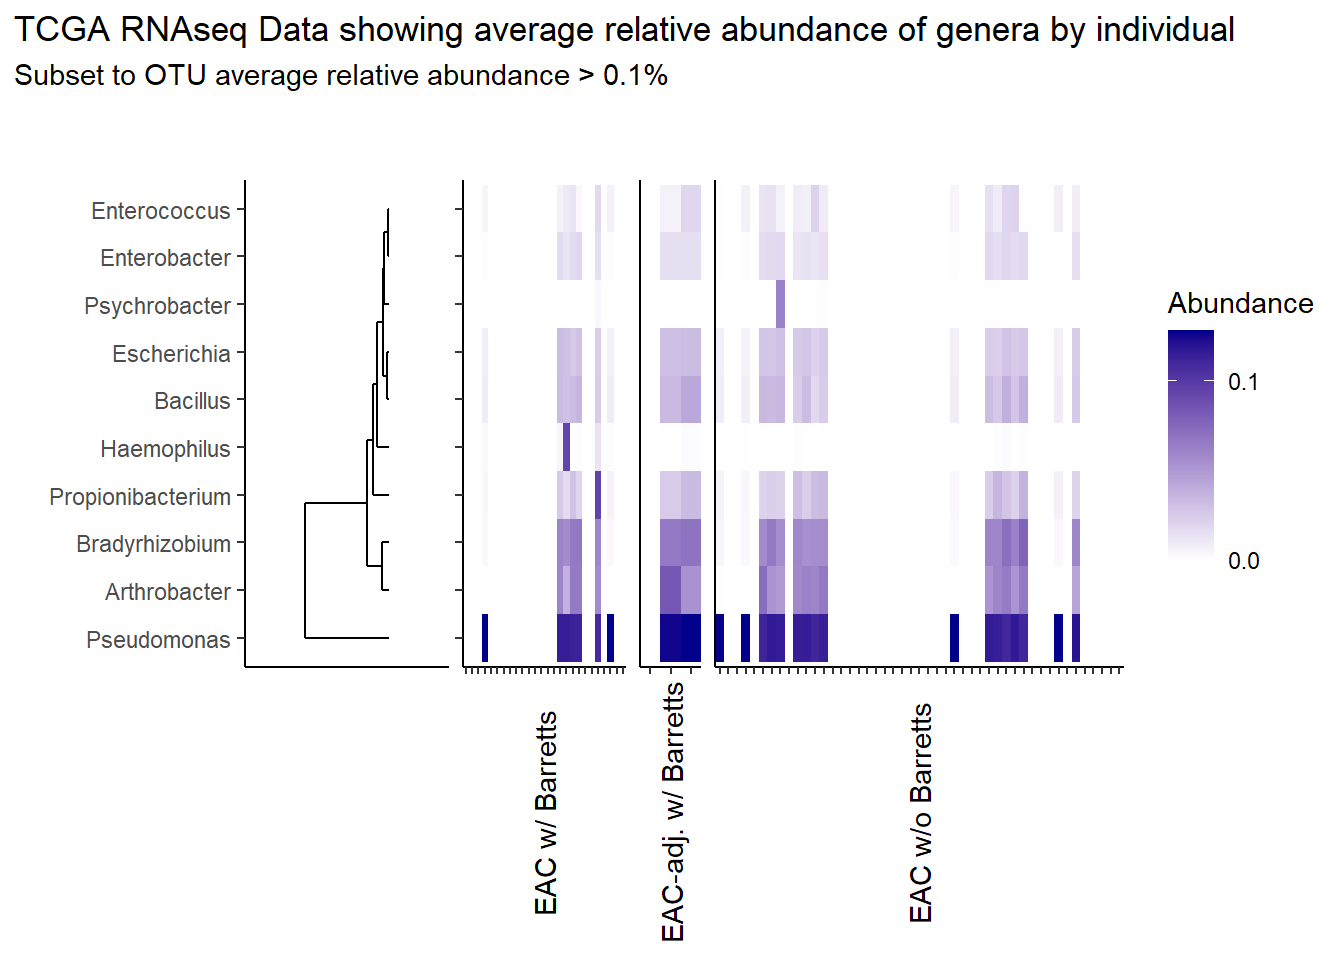 TCGA RNAseq Data showing average relative abundance of genera by individual
Subset to OTU average relative abundance > 0.1%
Enterococcus
Enterobacter
Psychrobacter
Escherichia
Bacillus
Haemophilus
Propionibacterium
Bradyrhizobium
Arthrobacter
Pseudomonas
EAC w/ Barretts
EAC-adj. w/ Barretts
EAC w/o Barretts
Abundance
0.1
0.0